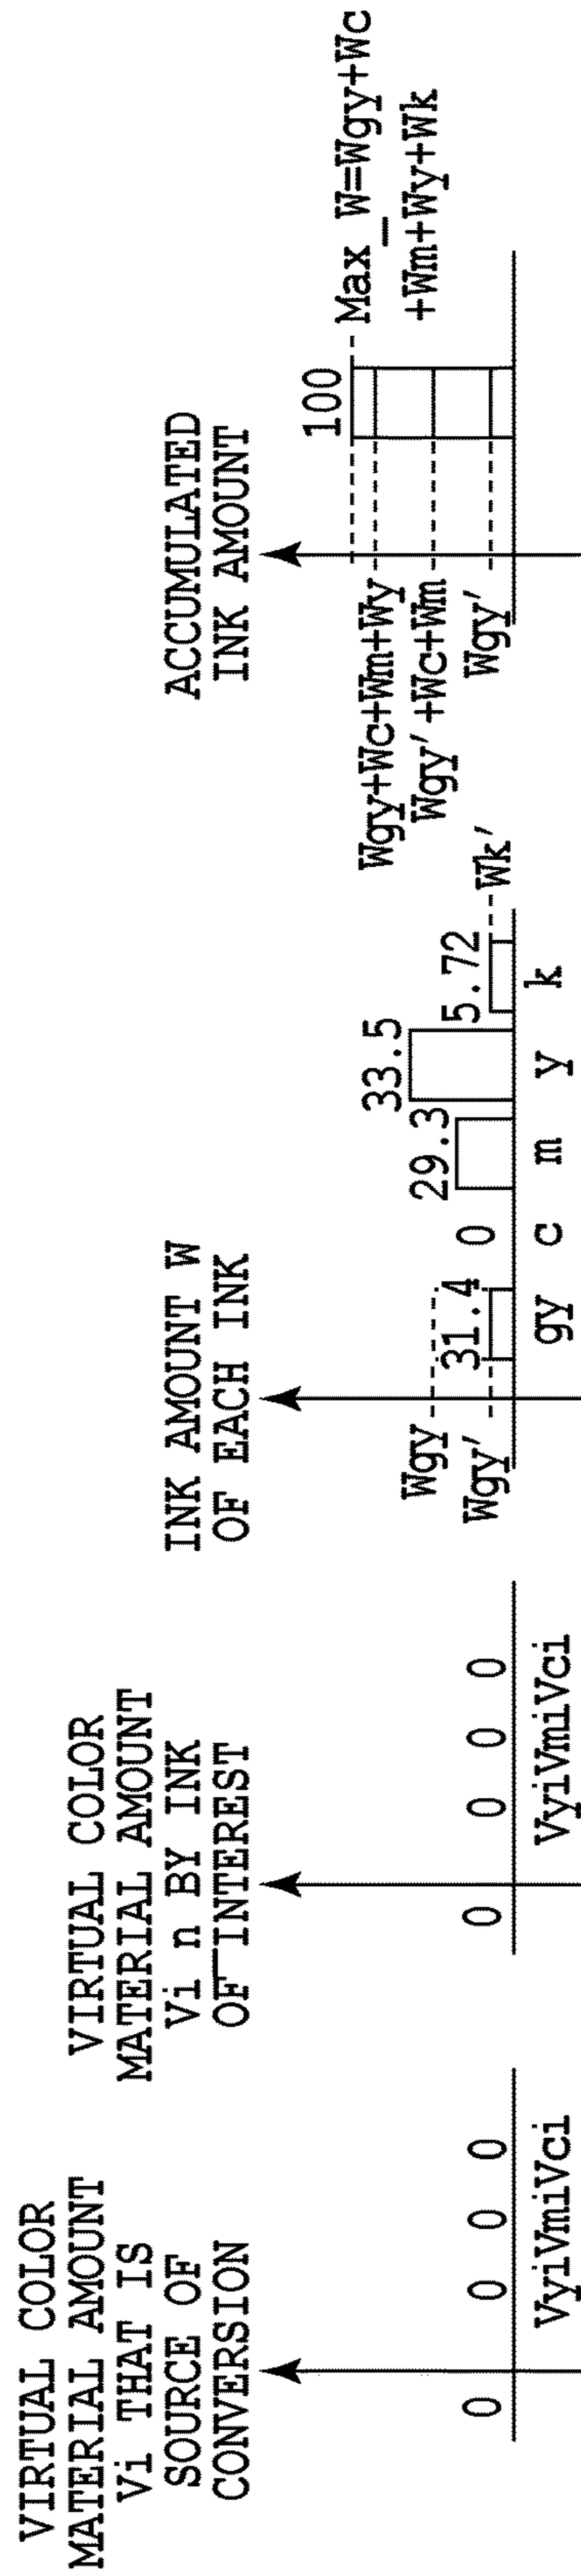 VIRTUAL COLOR
MATERIAL AMOUNT
Vi THAT IS
SOURCE OF
CONVERSION
0
0 0 0
VyiVmiVci
VIRTUAL COLOR
MATERIAL AMOUNT
Vi n BY INK
OF INTEREST
0
0 0 0
VyiVmiVci
INK AMOUNT W
OF EACH INK
Wgy
Wgy′
31.4
0
29.3
33.5
5.72
Wk′
gy c m y k
ACCUMULATED
INK AMOUNT
100
Max_W=Wgy+Wc
+Wm+Wy+Wk
Wgy+Wc+Wm+Wy
Wgy′+Wc+Wm
Wgy′